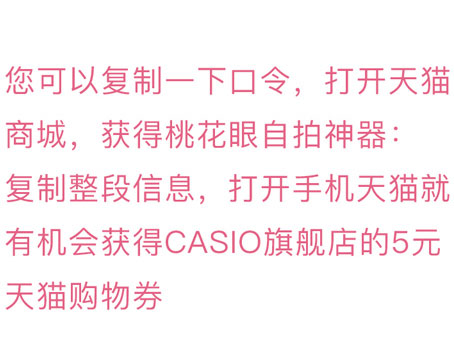 您可以复制一下口令，打开天猫
商城，获得桃花眼自拍神器：
复制整段信息，打开手机天猫就
有机会获得CASIO旗舰店的5元
天猫购物券